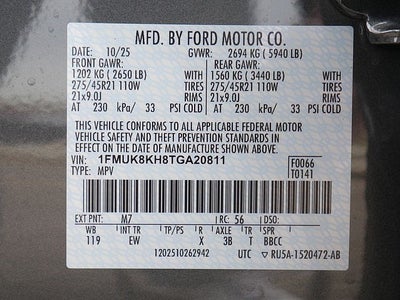 MFD. BY FORD MOTOR CO.
DATE: 10/25 GVWR: 2694 KG ( 5940 LB)
FRONT GAWR: REAR GAWR:
1202 KG ( 2650 LB) WITH 1560 KG ( 3440 LB) WITH
275/45R21 110W TIRES 275/45R21 110W TIRES
21x9.0J RIMS 21x9.0J RIMS
AT 230 kPa/ 33 PSI COLD AT 230 kPa/ 33 PSI COLD
THIS VEHICLE CONFORMS TO ALL APPLICABLE FEDERAL MOTOR
VEHICLE SAFETY AND THEFT PREVENTION STANDARDS IN
EFFECT ON THE DATE OF MANUFACTURE SHOWN ABOVE.
VIN: 1FMUK8KH8TGA20811 F0066
TYPE: MPV T0141
EXT PNT: M7 RC: 56 DSO:
WB INT TR R AX TR SPR
119 EW X 3B T BBCC
1202510262942 UTC ▽ RU5A-1520472-AB